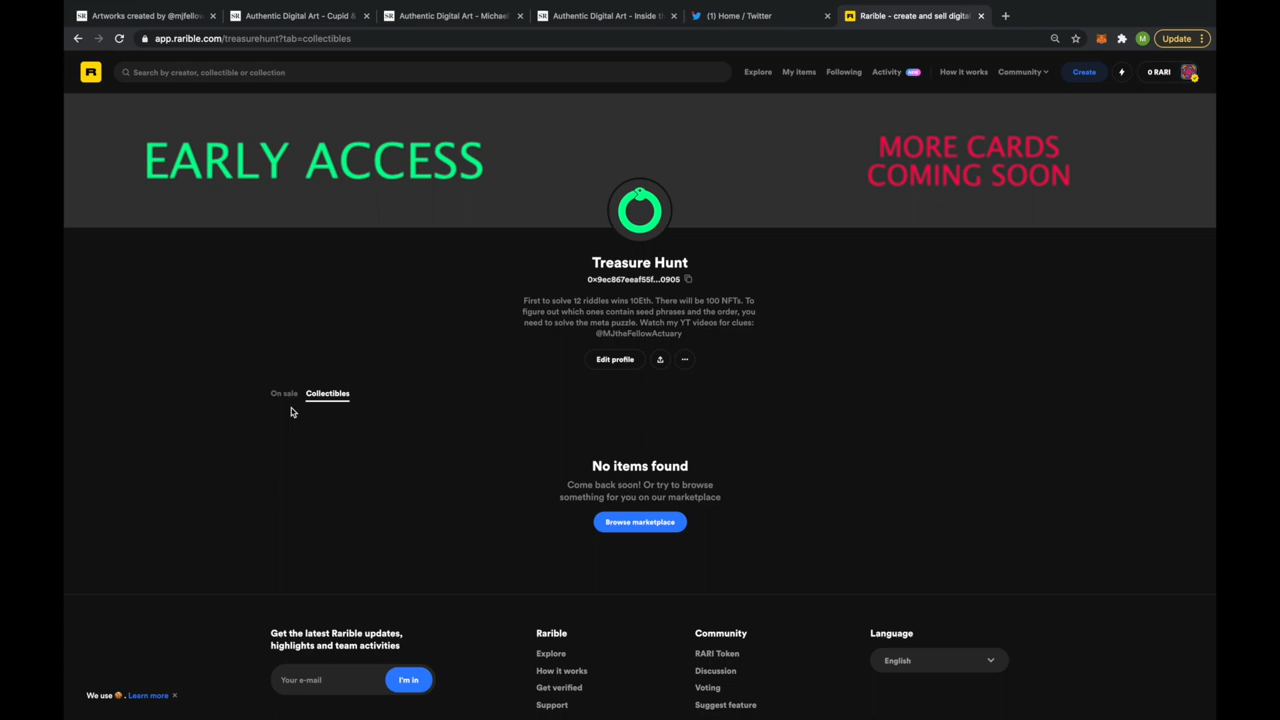 Artworks created by @mjfellow
Authentic Digital Art - Cupid &
Authentic Digital Art - Michael
Authentic Digital Art - Inside th
(1) Home / Twitter
Rarible - create and sell digital
app.rarible.com/treasurehunt?tab=collectibles
M
Update
R
Search by creator, collectible or collection
Explore
My items
Following
Activity NEW
How it works
Community
Create
0 RARI
EARLY ACCESS
MORE CARDS
COMING SOON
Treasure Hunt
0x9ec867eeaf55f...0905
First to solve 12 riddles wins 10Eth. There will be 100 NFTs. To
figure out which ones contain seed phrases and the order, you
need to solve the meta puzzle. Watch my YT videos for clues:
@MJtheFellowActuary
Edit profile
On sale
Collectibles
No items found
Come back soon! Or try to browse
something for you on our marketplace
Browse marketplace
Get the latest Rarible updates,
highlights and team activities
Your e-mail
I'm in
Rarible
Explore
How it works
Get verified
Support
Community
RARI Token
Discussion
Voting
Suggest feature
Language
English
We use 🍪. Learn more ×